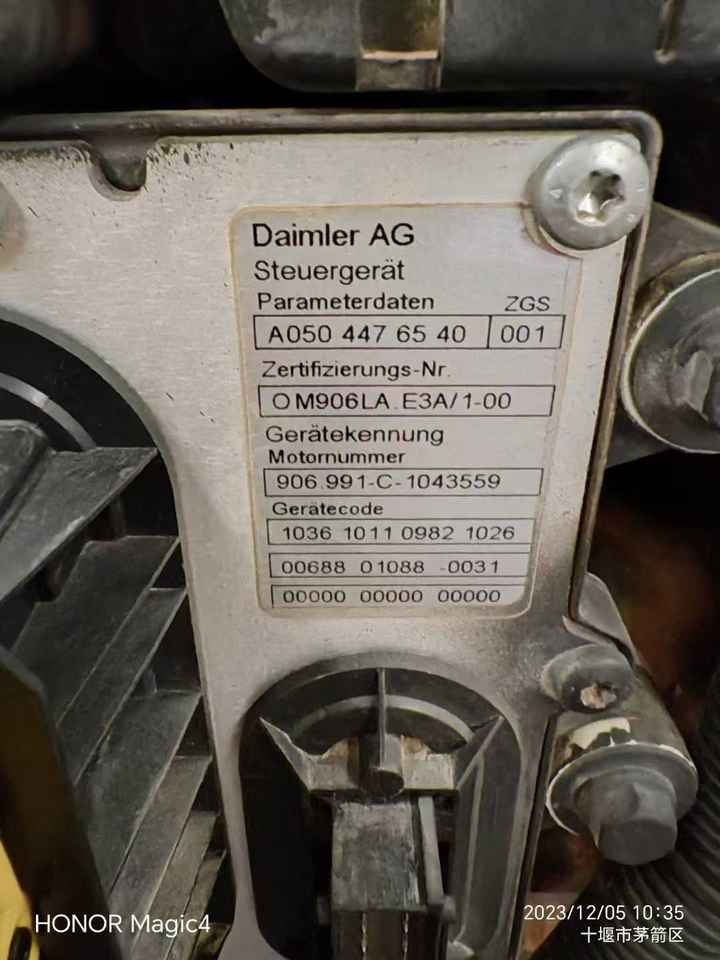 Daimler AG
Steuergerät
Parameterdaten ZGS
A050 447 65 40 001
Zertifizierungs-Nr.
OM906LA.E3A/1-00
Gerätekennung
Motornummer
906.991-C-1043559
Gerätecode
1036 1011 0982 1026
00688 01088 -0031
00000 00000 00000
HONOR Magic4
2023/12/05 10:35
十堰市茅箭区